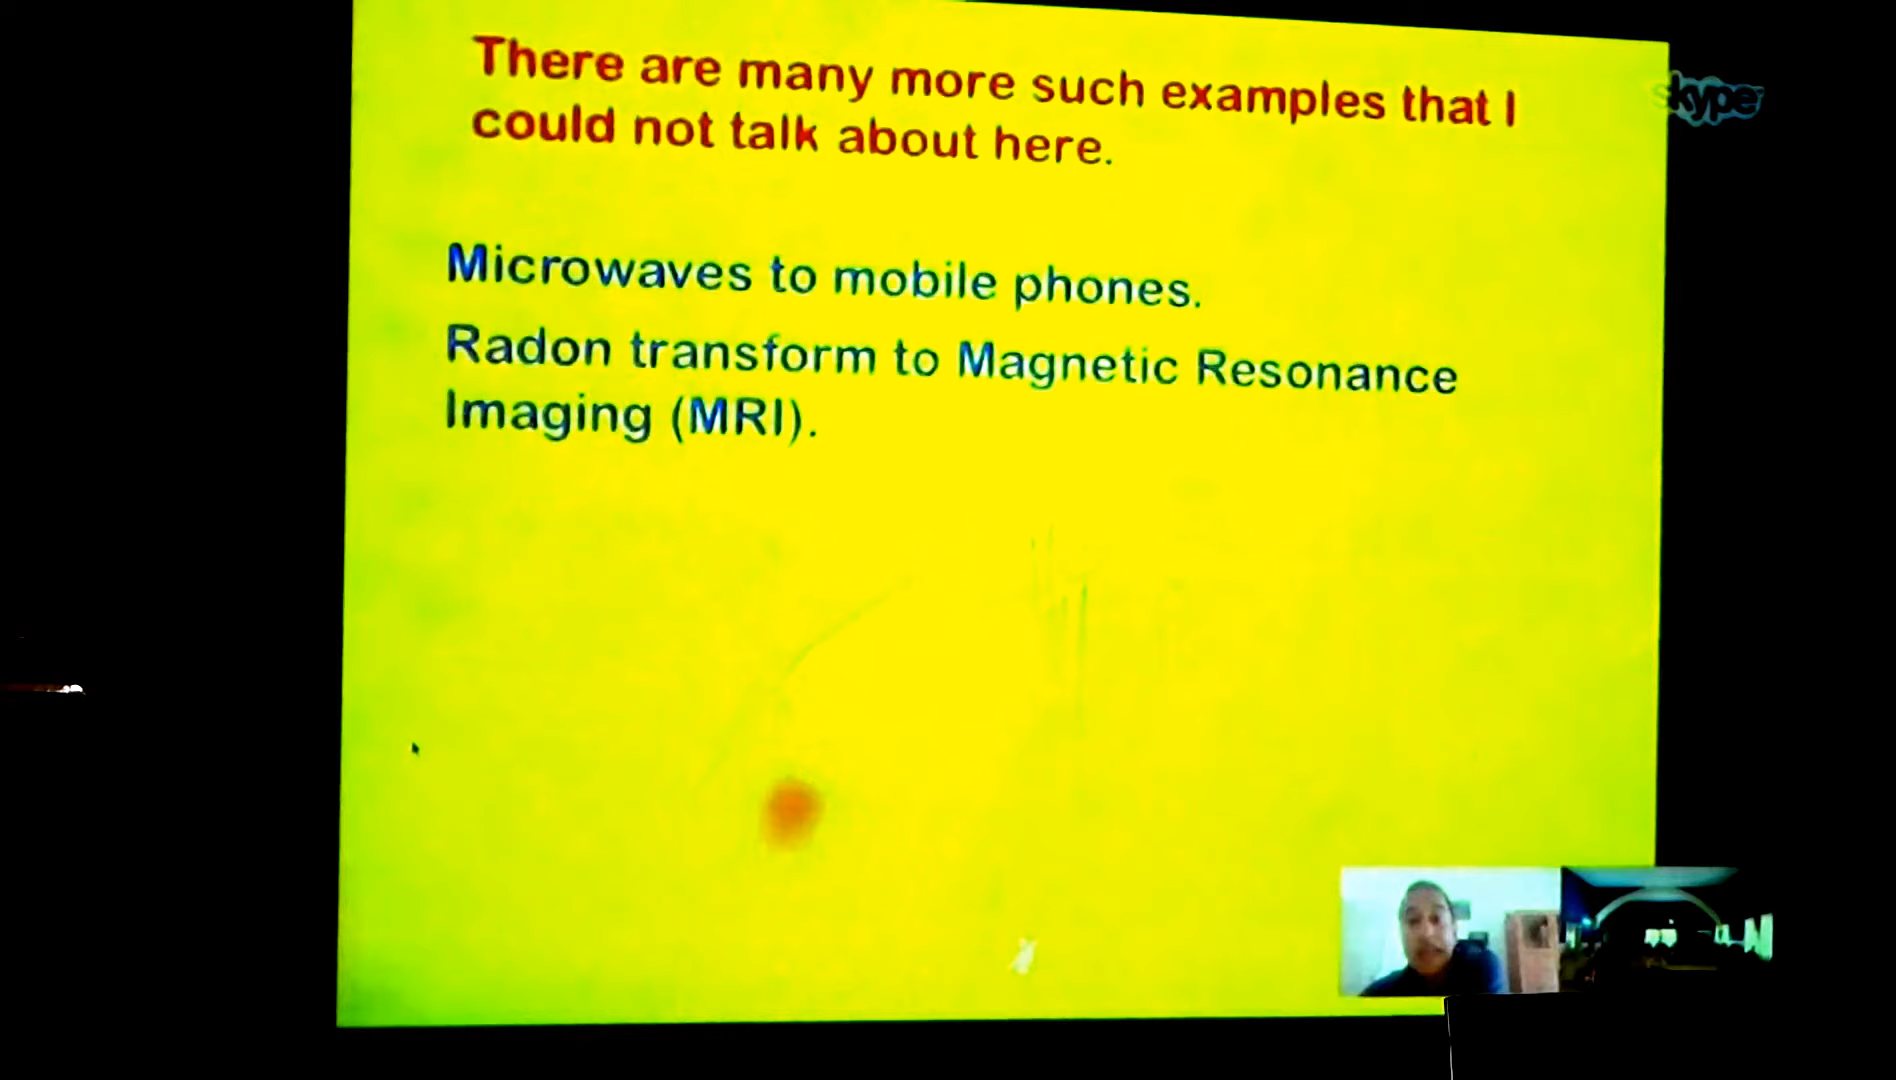 There are many more such examples that I
could not talk about here.
skype
Microwaves to mobile phones.
Radon transform to Magnetic Resonance
Imaging (MRI).